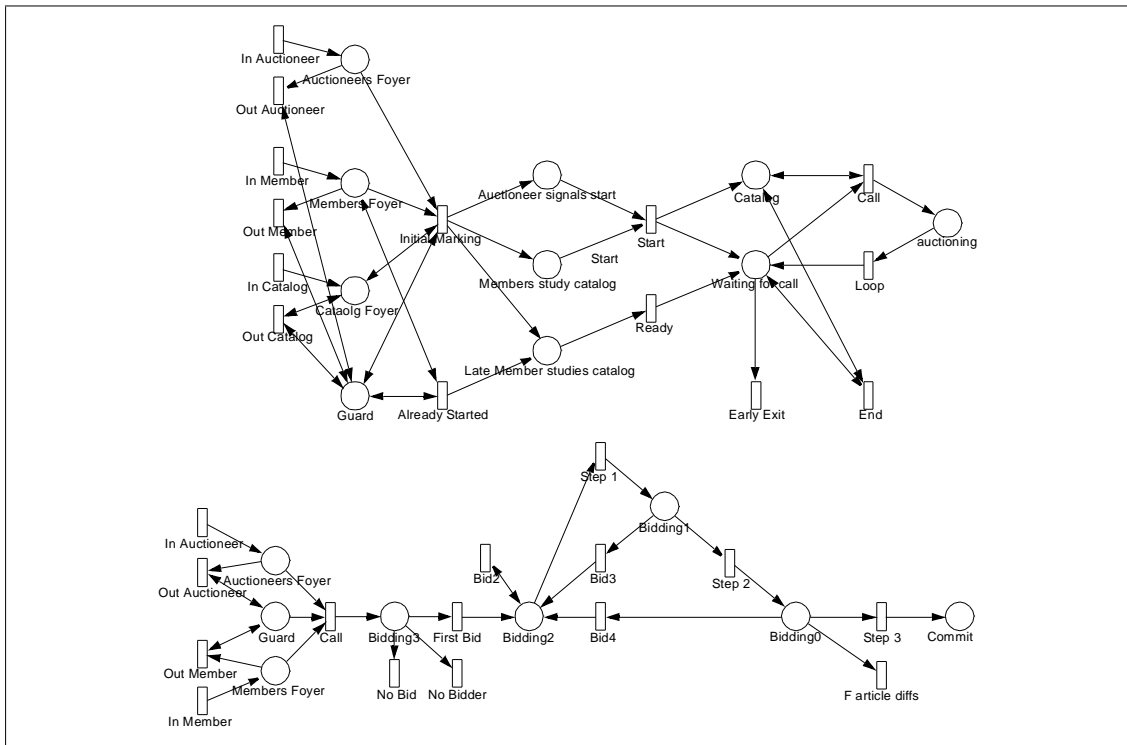 In Auctioneer
Auctioneers Foyer
Out Auctioneer
In Member
Members Foyer
Out Member
Initial Marking
In Catalog
Cataolg Foyer
Out Catalog
Guard
Already Started
Auctioneer signals start
Members study catalog
Start
Start
Late Member studies catalog
Ready
Catalog
Call
auctioning
Waiting for call
Loop
Early Exit
End
Step 1
Bidding1
In Auctioneer
Auctioneers Foyer
Out Auctioneer
Bid2
Bid3
Step 2
Guard
Call
Bidding3
First Bid
Bidding2
Bid4
Bidding0
Step 3
Commit
Out Member
Members Foyer
In Member
No Bid
No Bidder
F article diffs